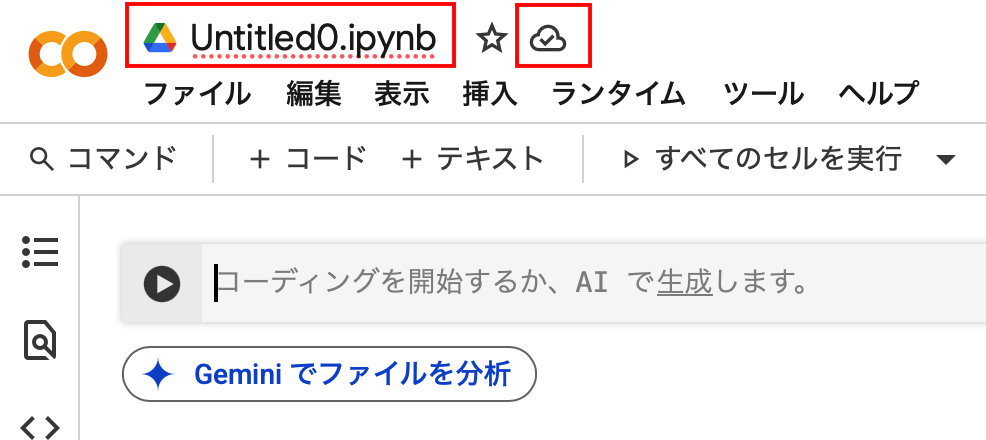 Untitled0.ipynb
ファイル 編集 表示 挿入 ランタイム ツール ヘルプ
コマンド + コード + テキスト すべてのセルを実行
コーディングを開始するか、AI で生成します。
Gemini でファイルを分析